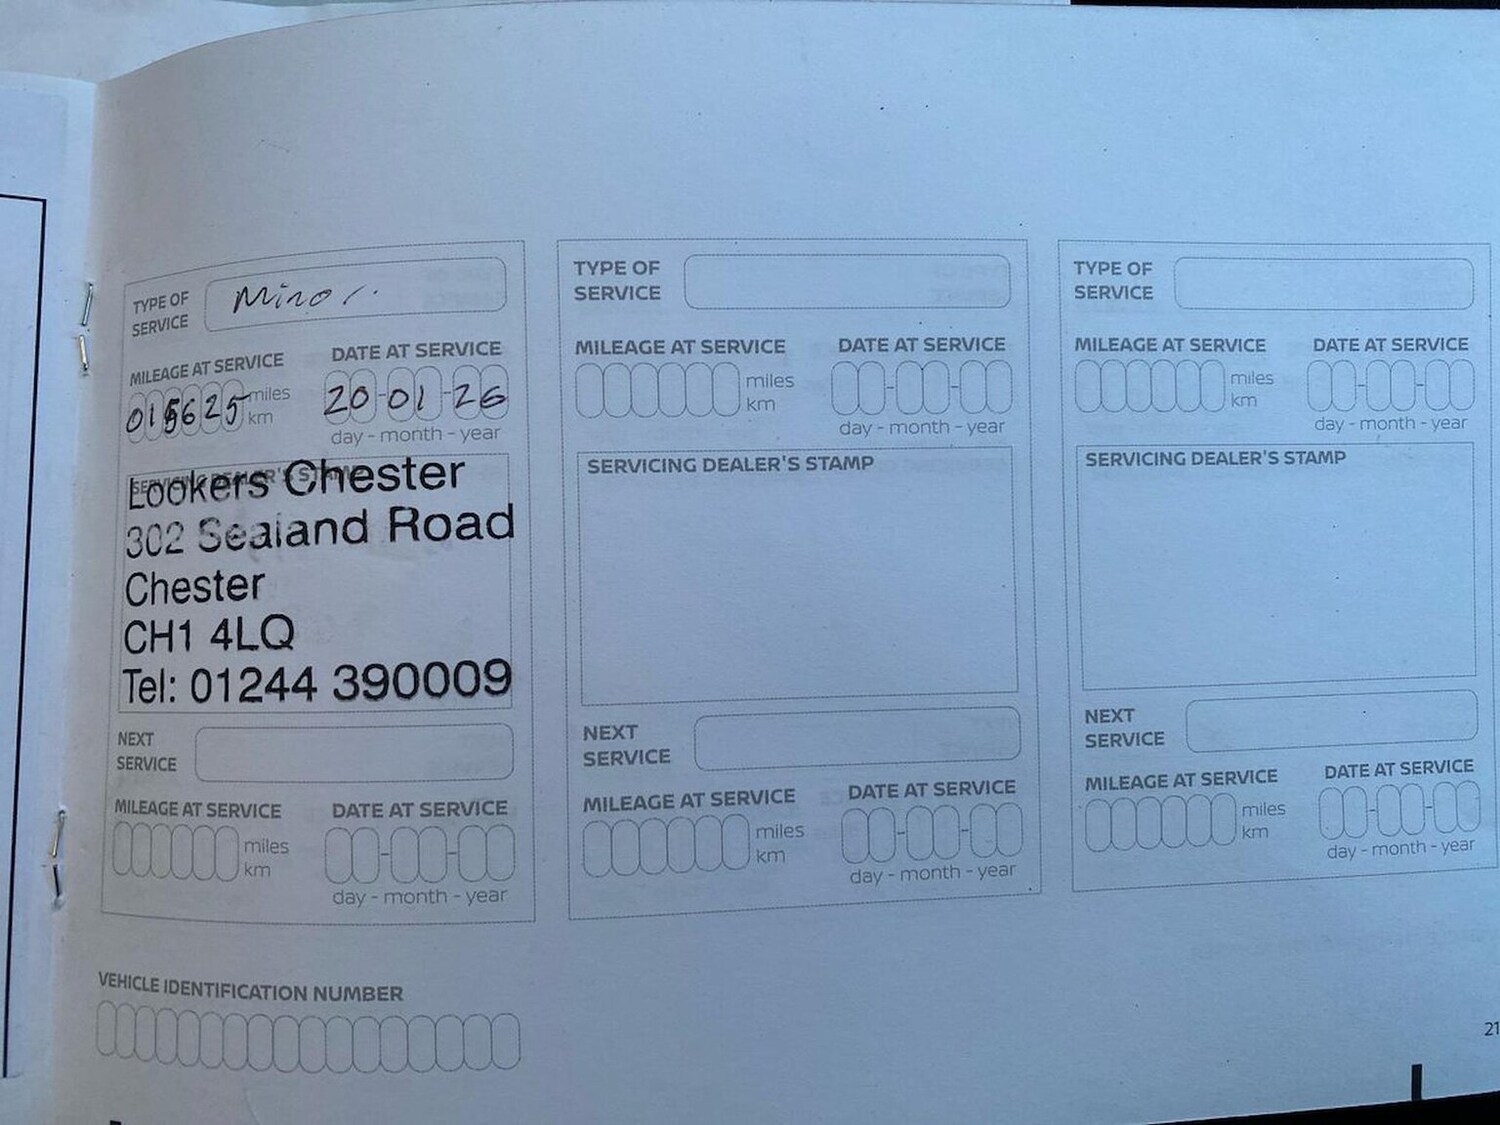 TYPE OF SERVICE Minor.
MILEAGE AT SERVICE
015625 miles km
DATE AT SERVICE
20-01-26
day - month - year
SERVICING DEALER'S STAMP
Lookers Chester
302 Sealand Road
Chester
CH1 4LQ
Tel: 01244 390009
NEXT SERVICE
MILEAGE AT SERVICE
miles km
DATE AT SERVICE
day - month - year
TYPE OF SERVICE
MILEAGE AT SERVICE
miles km
DATE AT SERVICE
day - month - year
SERVICING DEALER'S STAMP
NEXT SERVICE
MILEAGE AT SERVICE
miles km
DATE AT SERVICE
day - month - year
TYPE OF SERVICE
MILEAGE AT SERVICE
miles km
DATE AT SERVICE
day - month - year
SERVICING DEALER'S STAMP
NEXT SERVICE
MILEAGE AT SERVICE
miles km
DATE AT SERVICE
day - month - year
VEHICLE IDENTIFICATION NUMBER
21